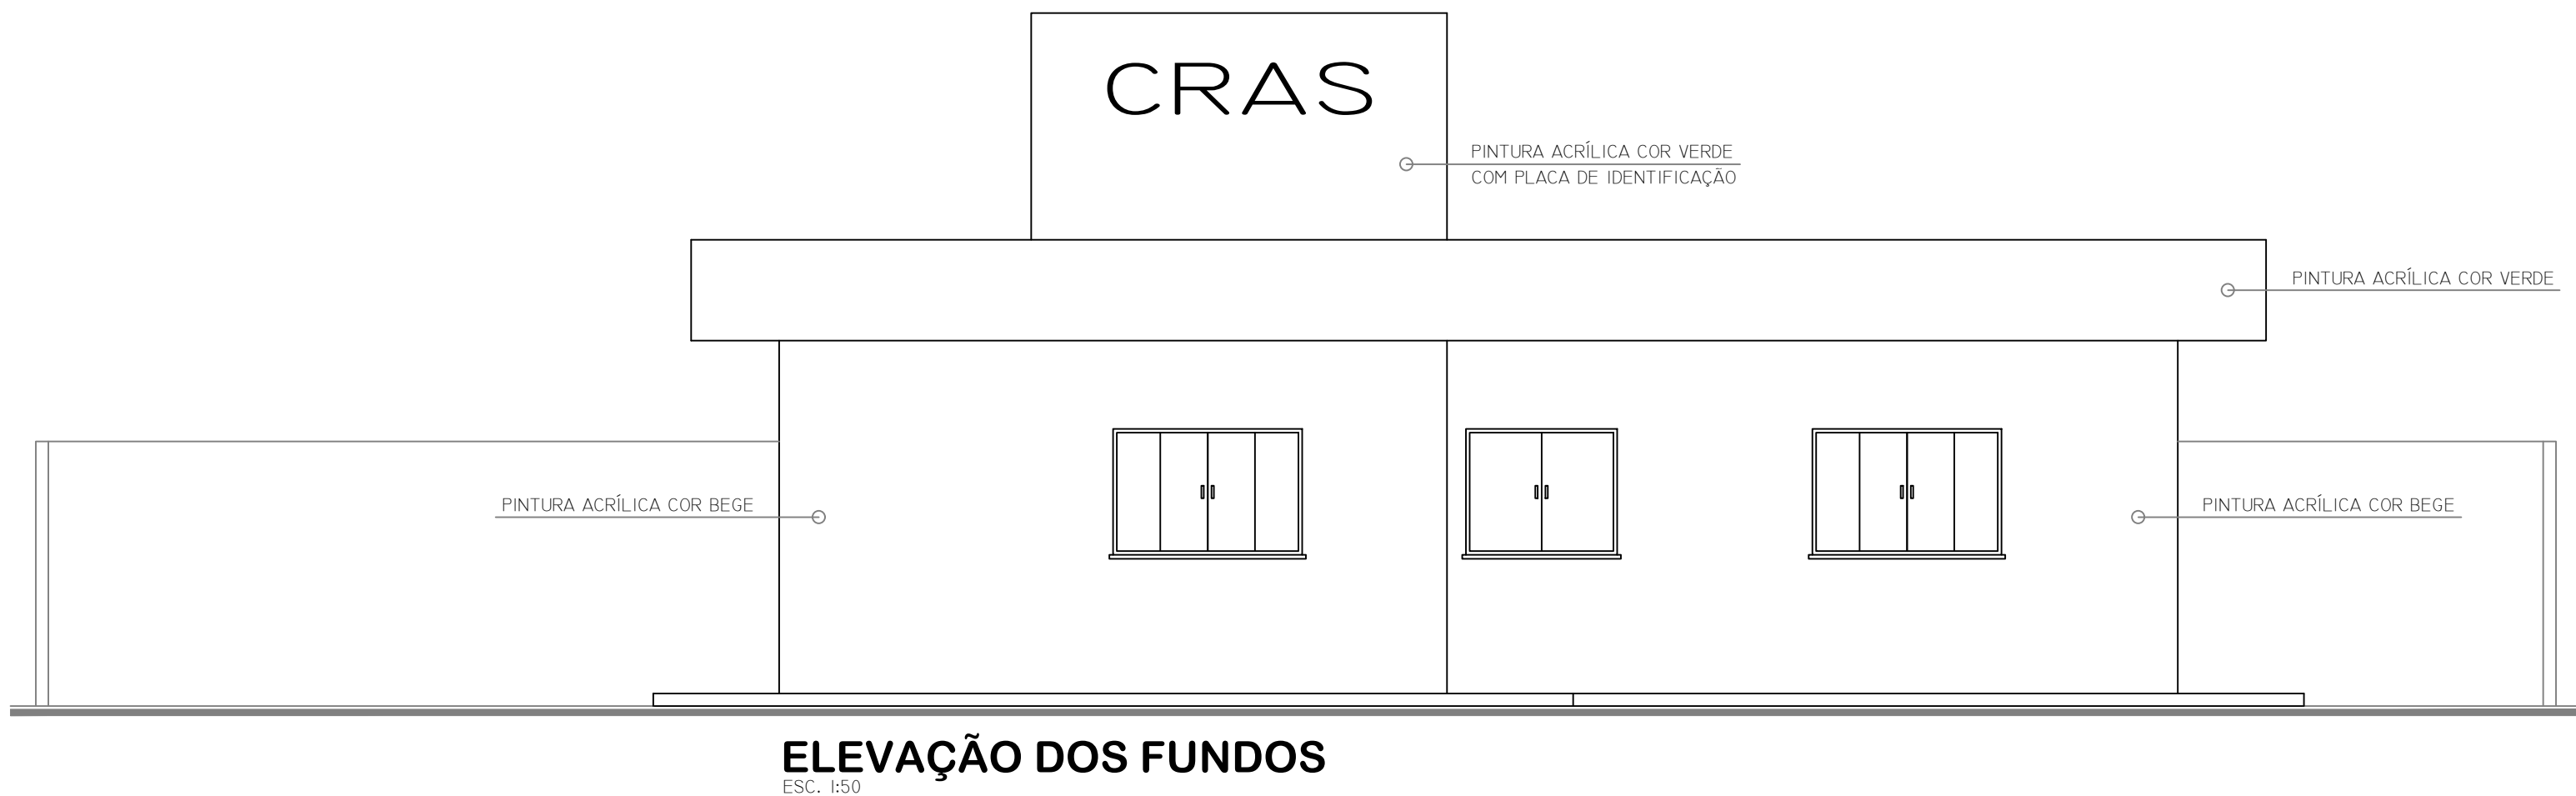 CRAS
PINTURA ACRÍLICA COR VERDE
COM PLACA DE IDENTIFICAÇÃO
PINTURA ACRÍLICA COR VERDE
PINTURA ACRÍLICA COR BEGE
PINTURA ACRÍLICA COR BEGE
ELEVAÇÃO DOS FUNDOS
ESC. 1:50